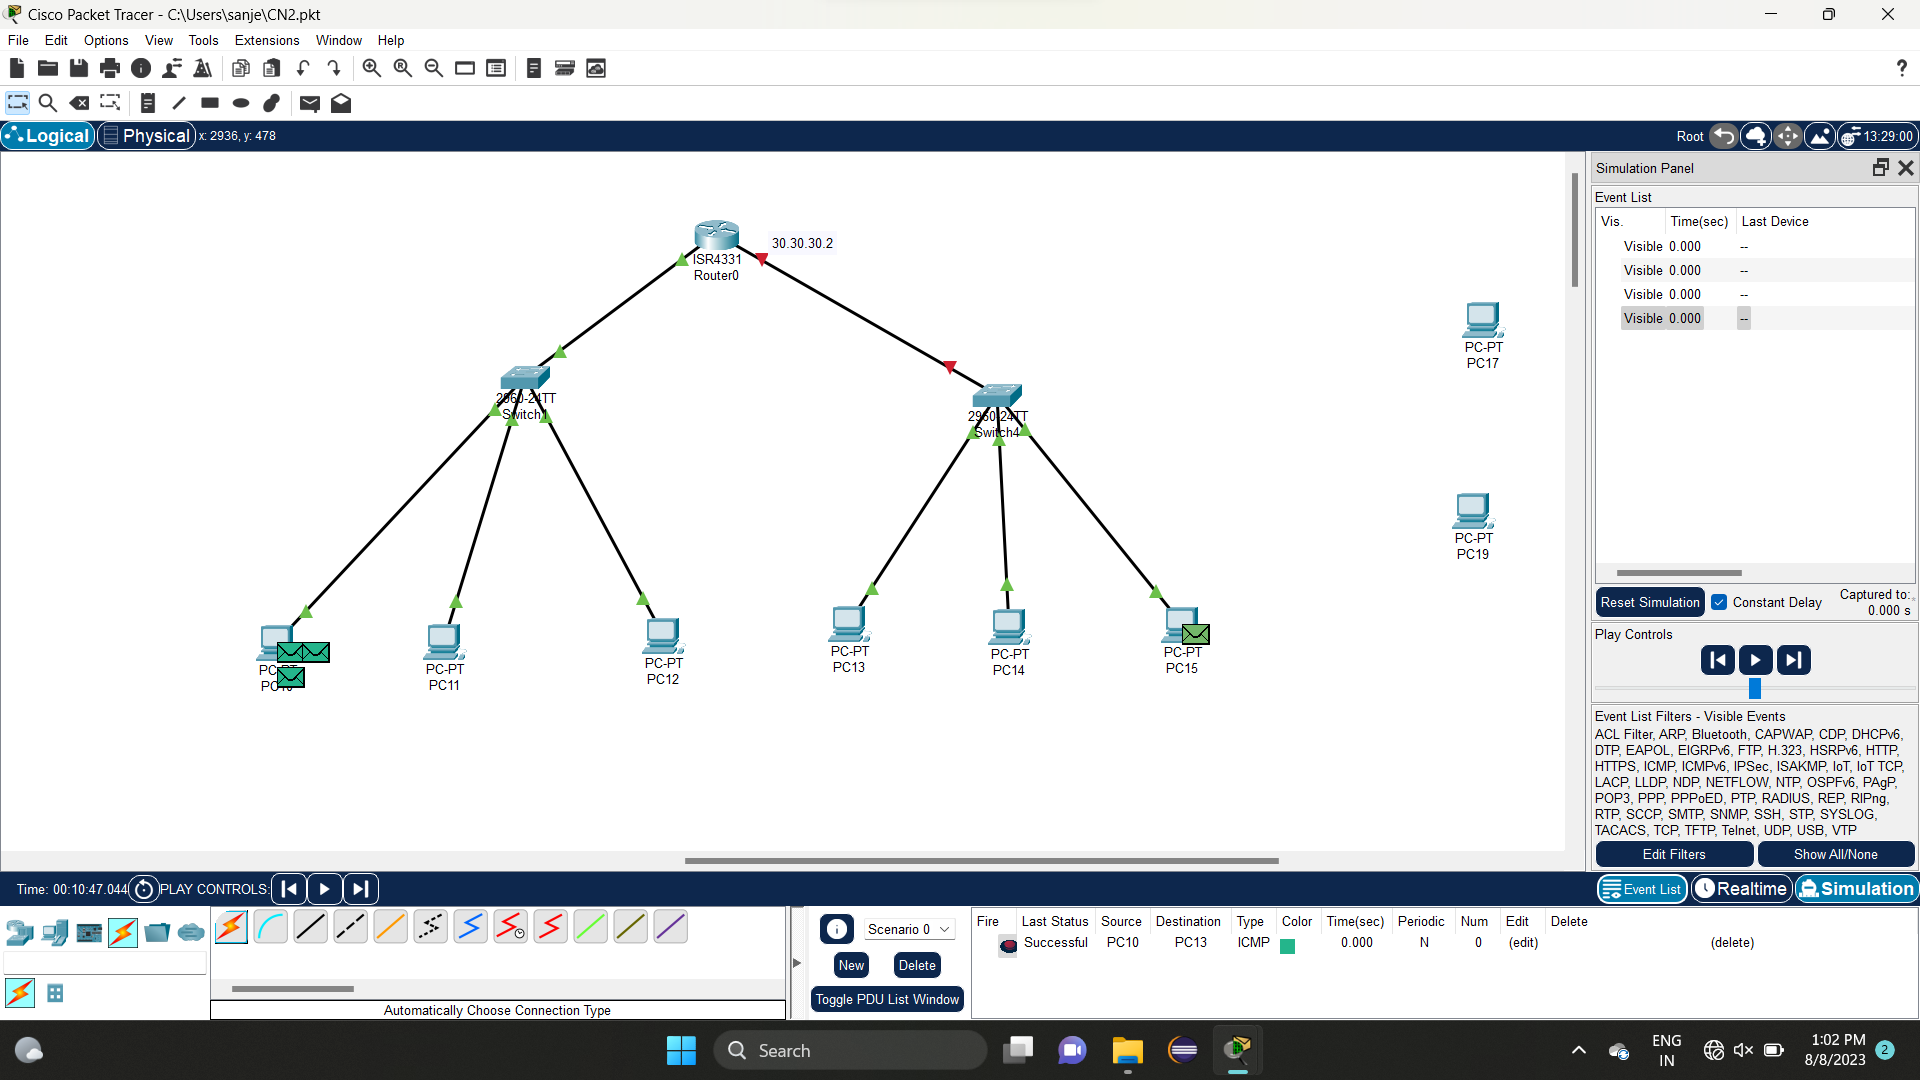 Cisco Packet Tracer - C:\Users\sanje\CN2.pkt
File Edit Options View Tools Extensions Window Help
?
Logical Physical x: 2936, y: 478 Root 13:29:00
Simulation Panel
Event List
Vis. Time(sec) Last Device
Visible 0.000 --
Visible 0.000 --
Visible 0.000 --
Visible 0.000 --
30.30.30.2
ISR4331
Router0
2960-24TT
Switch1
2960-24TT
Switch4
PC-PT
PC17
PC-PT
PC19
PC-PT
PC10
PC-PT
PC11
PC-PT
PC12
PC-PT
PC13
PC-PT
PC14
PC-PT
PC15
Reset Simulation Constant Delay Captured to:
0.000 s
Play Controls
Event List Filters - Visible Events
ACL Filter, ARP, Bluetooth, CAPWAP, CDP, DHCPv6,
DTP, EAPOL, EIGRPv6, FTP, H.323, HSRPv6, HTTP,
HTTPS, ICMP, ICMPv6, IPSec, ISAKMP, IoT, IoT TCP,
LACP, LLDP, NDP, NETFLOW, NTP, OSPFv6, PAgP,
POP3, PPP, PPPoED, PTP, RADIUS, REP, RIPng,
RTP, SCCP, SMTP, SNMP, SSH, STP, SYSLOG,
TACACS, TCP, TFTP, Telnet, UDP, USB, VTP
Edit Filters Show All/None
Time: 00:10:47.044 PLAY CONTROLS:
Event List Realtime Simulation
Scenario 0
New Delete
Toggle PDU List Window
Fire Last Status Source Destination Type Color Time(sec) Periodic Num Edit Delete
Successful PC10 PC13 ICMP 0.000 N 0 (edit) (delete)
Automatically Choose Connection Type
Search
ENG
IN
1:02 PM
8/8/2023
2